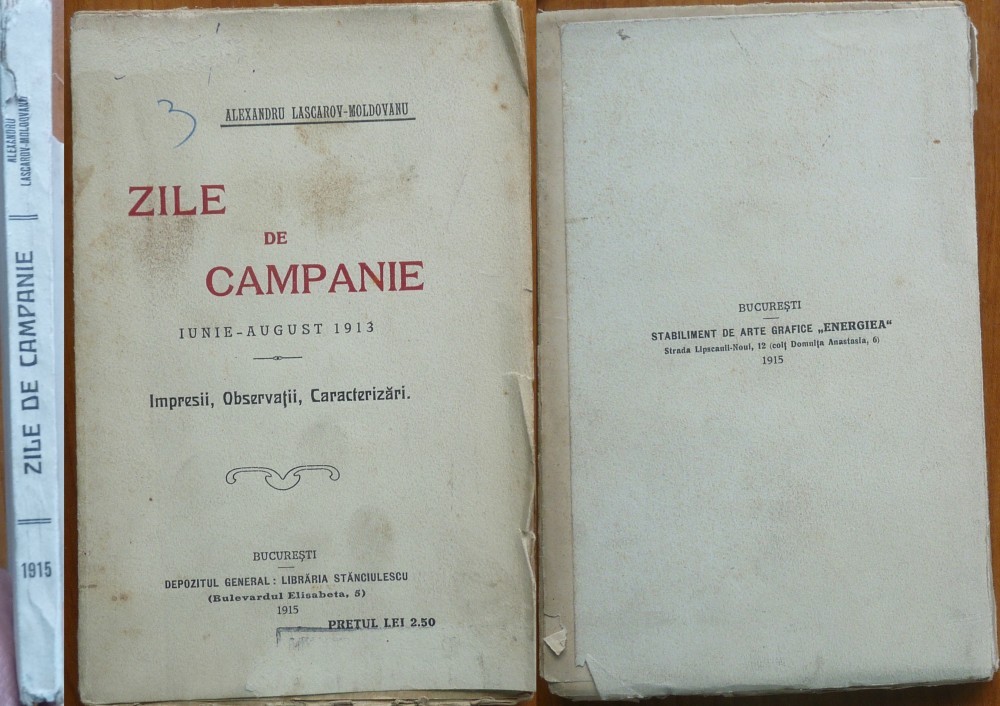 ALEXANDRU
LASCAROV-MOLDOVANU
ZILE DE CAMPANIE
1915
3
ALEXANDRU LASCAROV-MOLDOVANU
ZILE
DE
CAMPANIE
IUNIE-AUGUST 1913
Impresii, Observații, Caracterizări.
BUCUREȘTI
DEPOZITUL GENERAL: LIBRĂRIA STĂNCIULESCU
(Bulevardul Elisabeta, 5)
1915
PREȚUL LEI 2.50
BUCUREȘTI
STABILIMENT DE ARTE GRAFICE „ENERGIEA“
Strada Lipscanii-Noui, 12 (colț Domnița Anastasia, 6)
1915